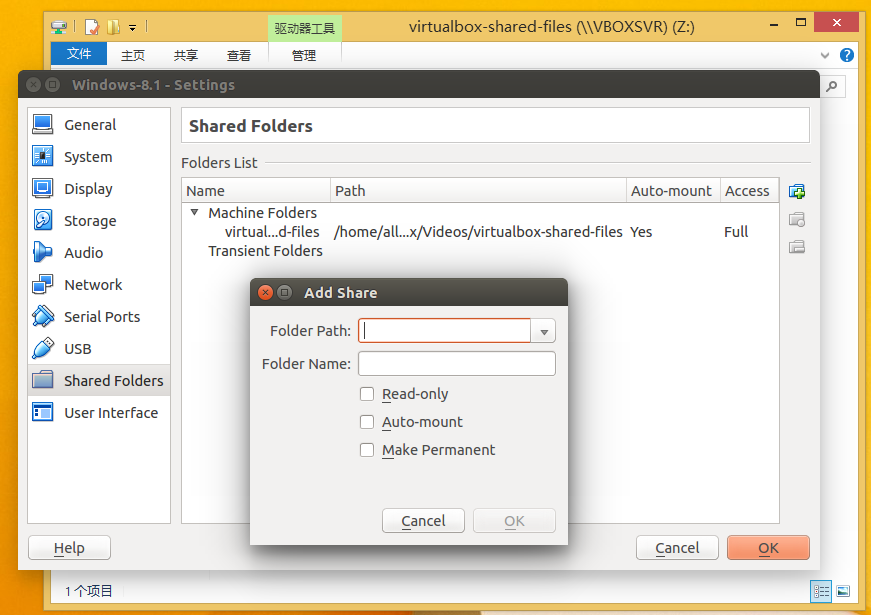 驱动器工具
virtualbox-shared-files (\\VBOXSVR) (Z:)
文件 主页 共享 查看 管理
Windows-8.1 - Settings
General
System
Display
Storage
Audio
Network
Serial Ports
USB
Shared Folders
User Interface
Shared Folders
Folders List
Name Path Auto-mount Access
Machine Folders
virtual...d-files /home/all...x/Videos/virtualbox-shared-files Yes Full
Transient Folders
Add Share
Folder Path:
Folder Name:
Read-only
Auto-mount
Make Permanent
Cancel OK
Help Cancel OK
1 个项目